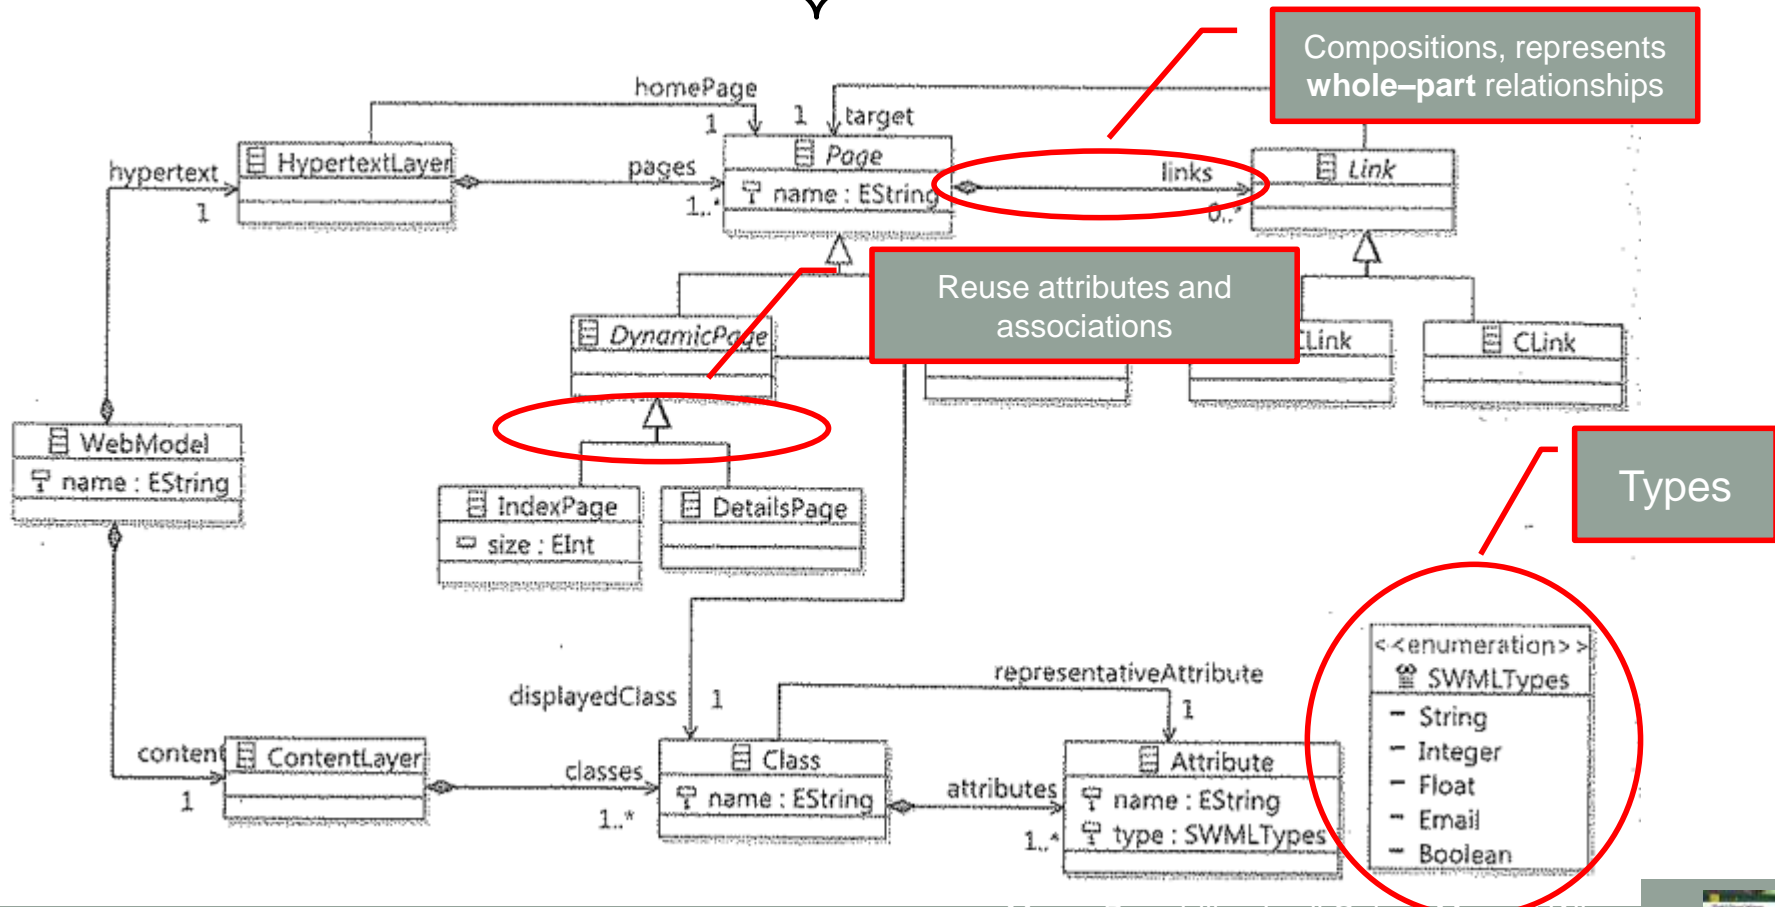 Compositions, represents
whole–part relationships
homePage
1
1
target
hypertext
1
HypertextLayer
pages
1..*
Page
name : EString
links
0..*
Link
Reuse attributes and
associations
DynamicPage
CLink
WebModel
name : EString
IndexPage
size : EInt
DetailsPage
Types
<<enumeration>>
SWMLTypes
String
Integer
Float
Email
Boolean
representativeAttribute
1
displayedClass
1
content
1
ContentLayer
classes
1..*
Class
name : EString
attributes
1..*
Attribute
name : EString
type : SWMLTypes